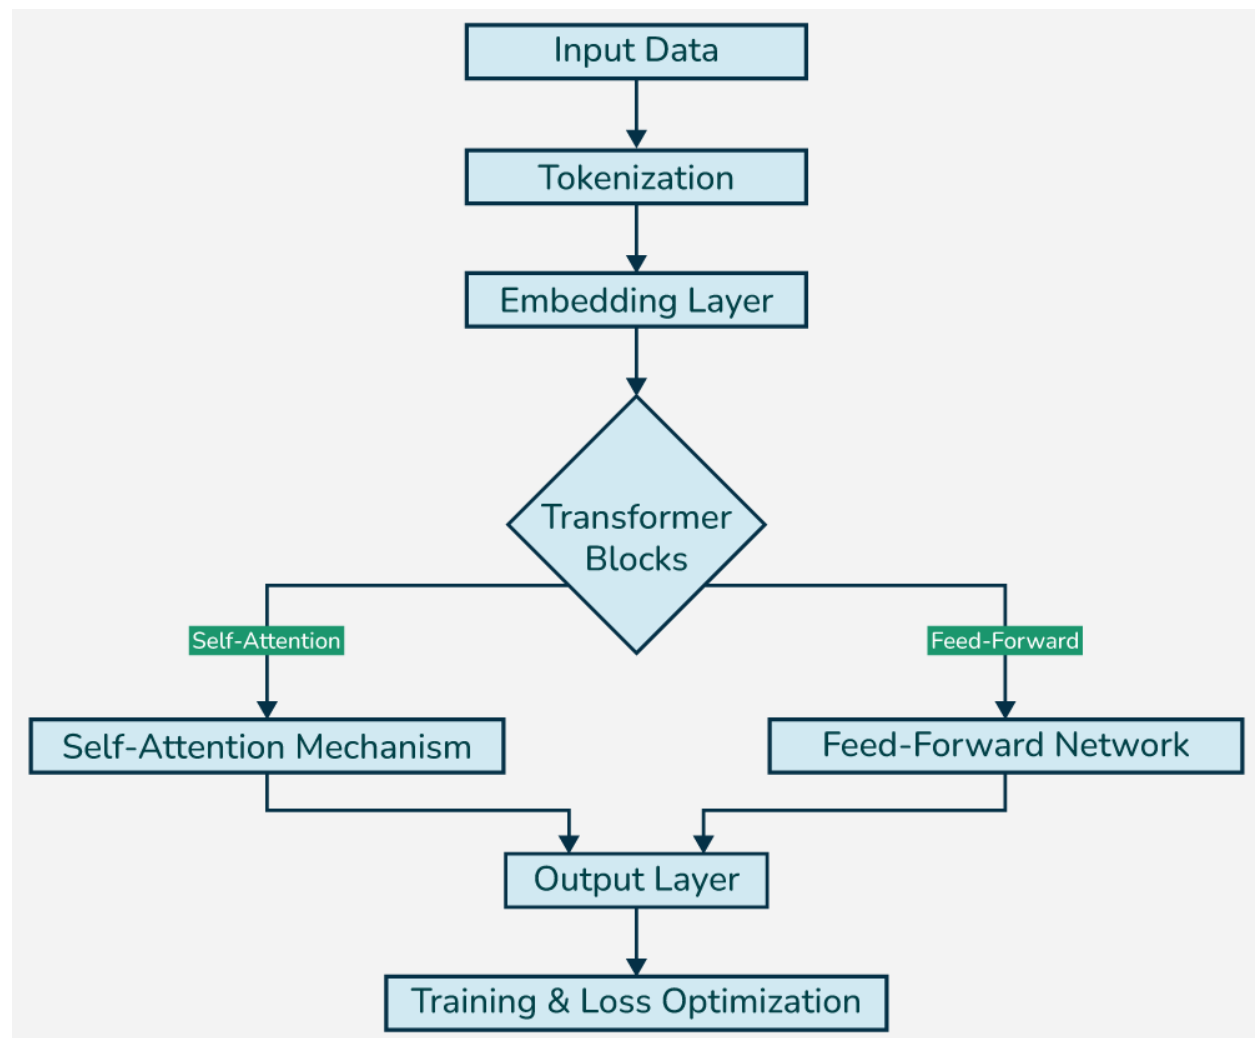 Input Data
Tokenization
Embedding Layer
Transformer
Blocks
Self-Attention
Feed-Forward
Self-Attention Mechanism
Feed-Forward Network
Output Layer
Training & Loss Optimization